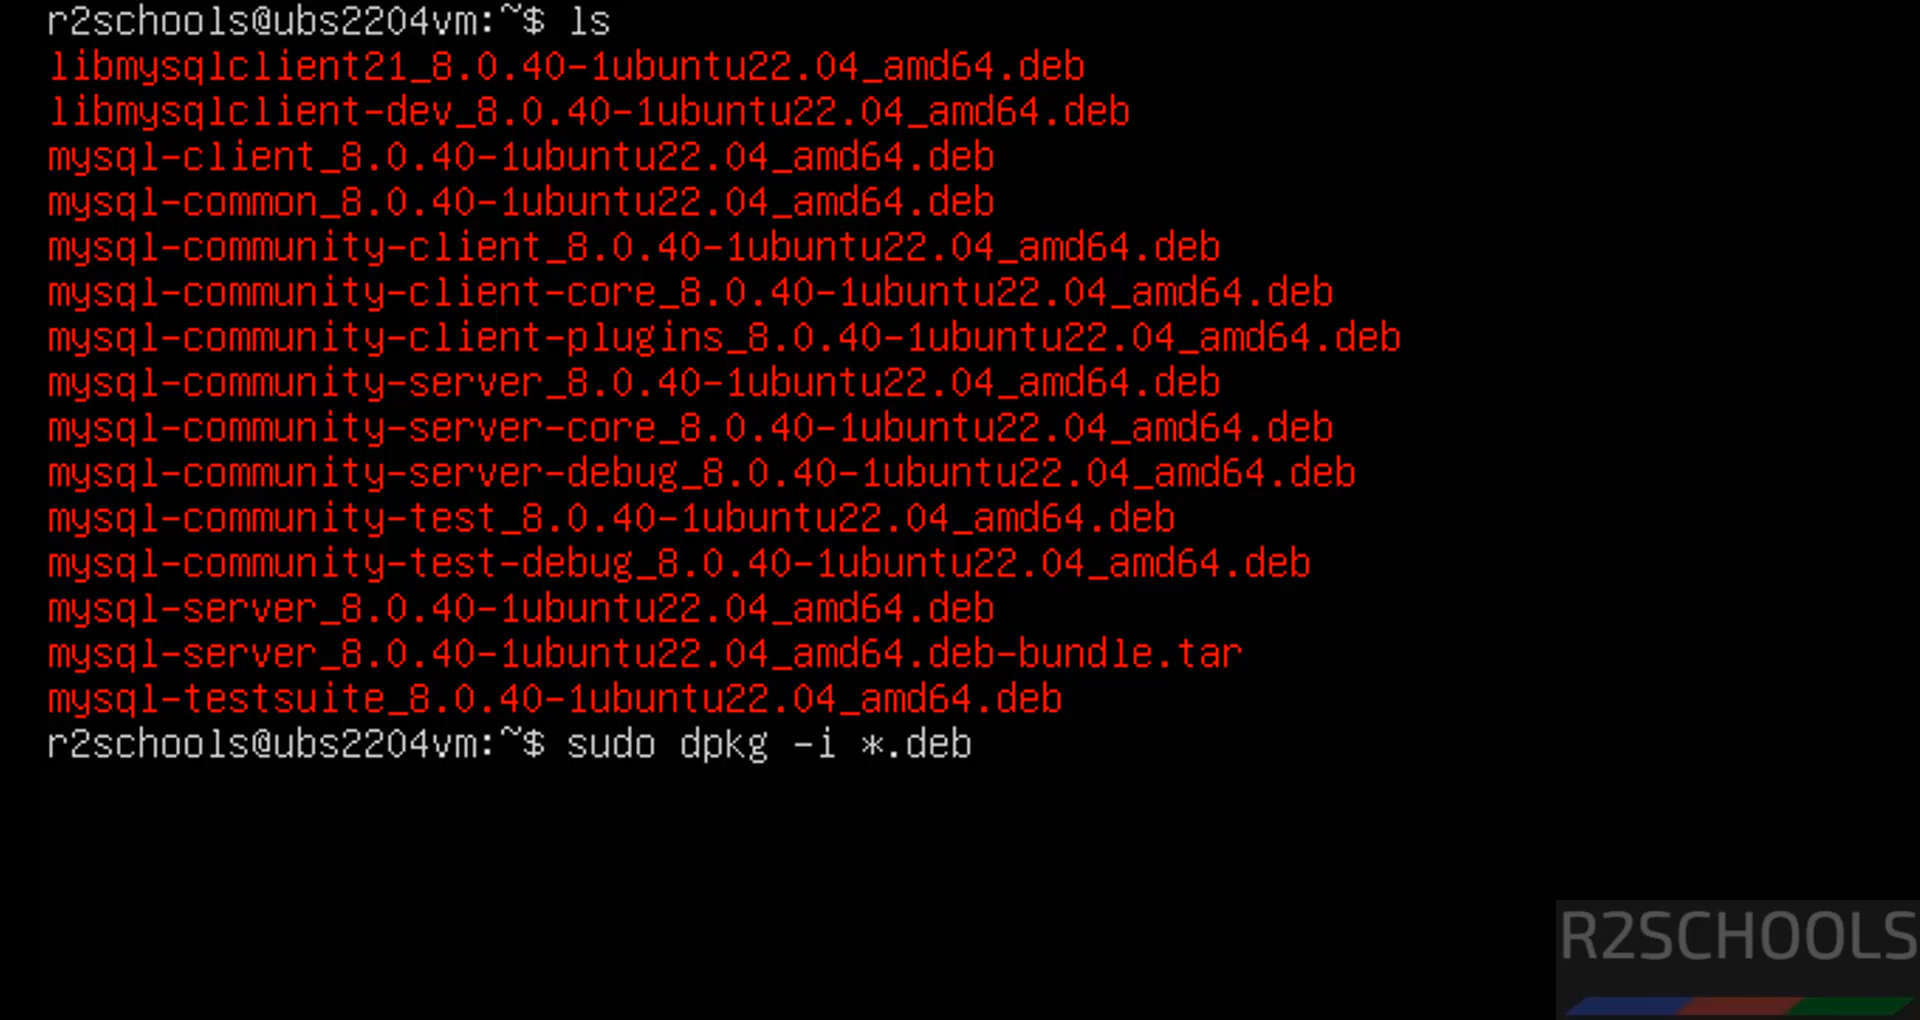 r2schools@ubs2204vm:~$ ls
libmysqlclient21_8.0.40-1ubuntu22.04_amd64.deb
libmysqlclient-dev_8.0.40-1ubuntu22.04_amd64.deb
mysql-client_8.0.40-1ubuntu22.04_amd64.deb
mysql-common_8.0.40-1ubuntu22.04_amd64.deb
mysql-community-client_8.0.40-1ubuntu22.04_amd64.deb
mysql-community-client-core_8.0.40-1ubuntu22.04_amd64.deb
mysql-community-client-plugins_8.0.40-1ubuntu22.04_amd64.deb
mysql-community-server_8.0.40-1ubuntu22.04_amd64.deb
mysql-community-server-core_8.0.40-1ubuntu22.04_amd64.deb
mysql-community-server-debug_8.0.40-1ubuntu22.04_amd64.deb
mysql-community-test_8.0.40-1ubuntu22.04_amd64.deb
mysql-community-test-debug_8.0.40-1ubuntu22.04_amd64.deb
mysql-server_8.0.40-1ubuntu22.04_amd64.deb
mysql-server_8.0.40-1ubuntu22.04_amd64.deb-bundle.tar
mysql-testsuite_8.0.40-1ubuntu22.04_amd64.deb
r2schools@ubs2204vm:~$ sudo dpkg -i *.deb
R2SCHOOLS